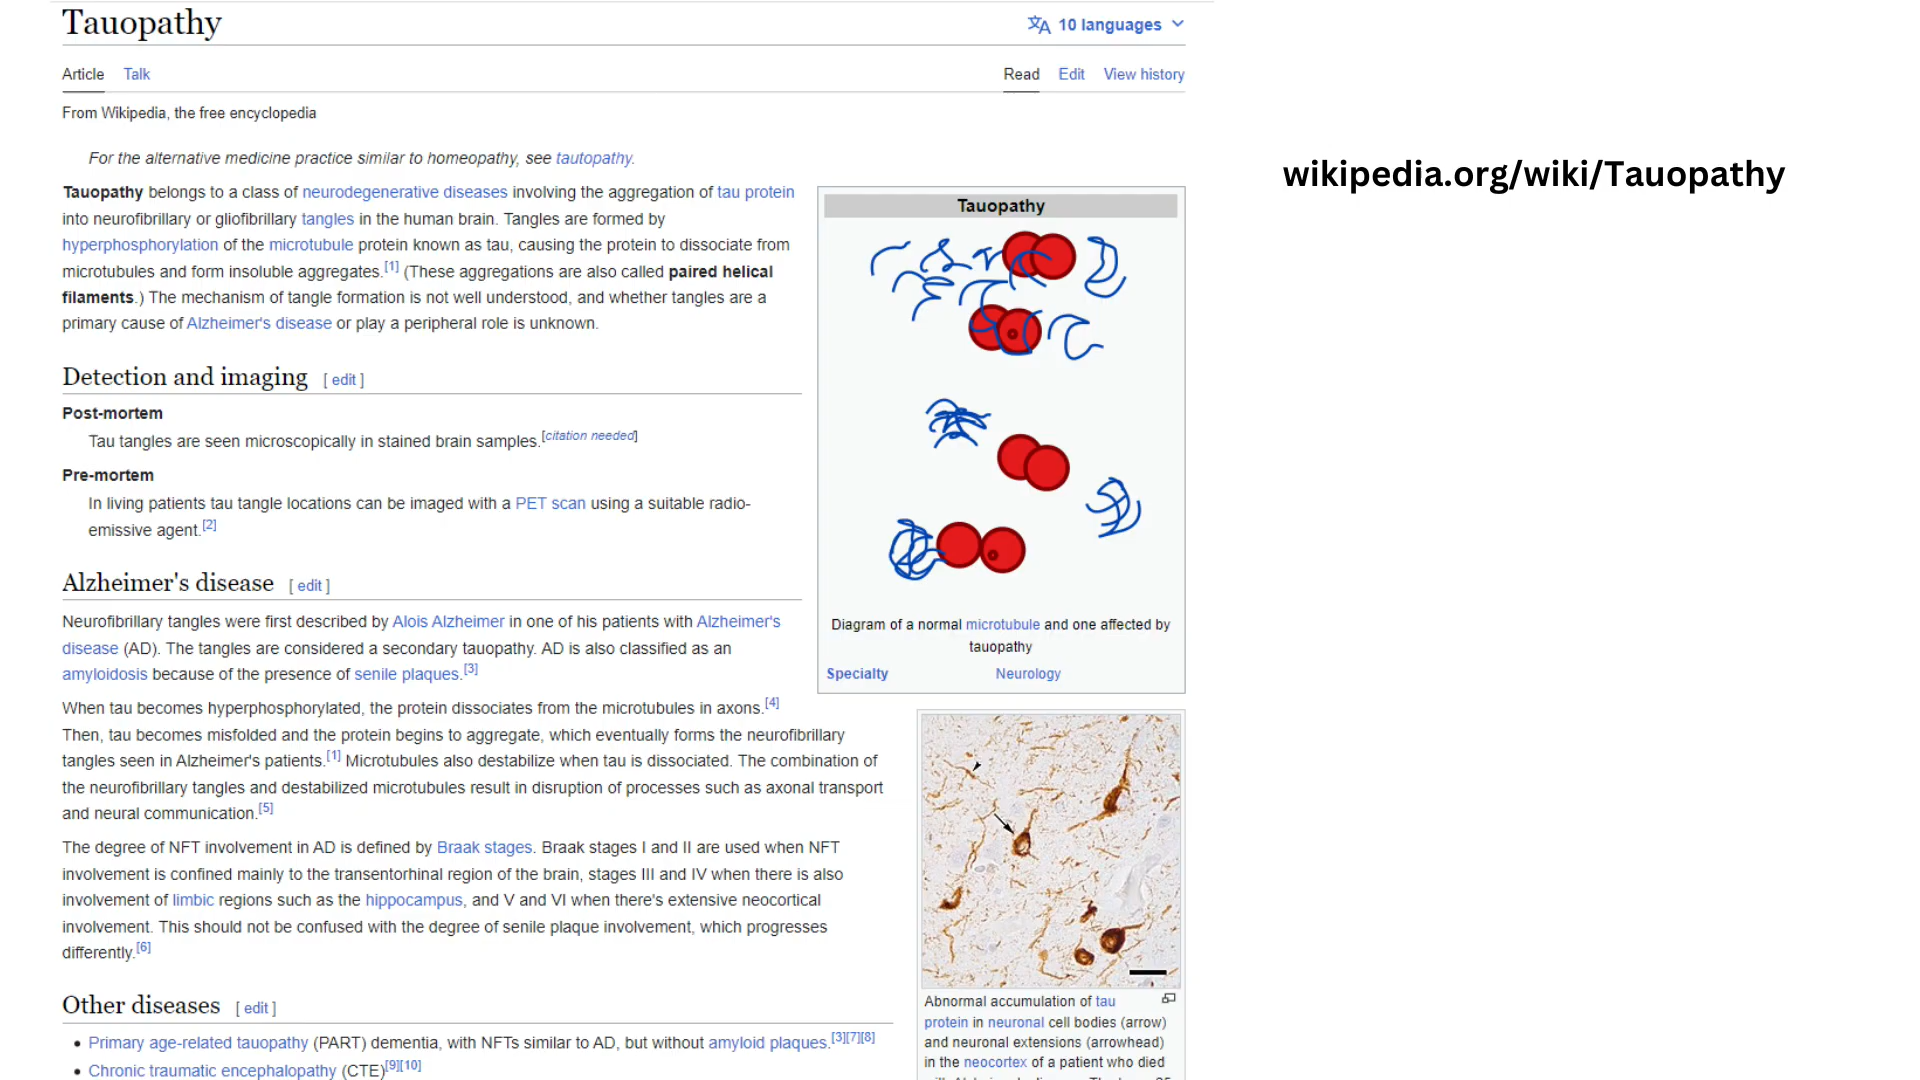 Tauopathy
10 languages
Article Talk
Read Edit View history
From Wikipedia, the free encyclopedia
For the alternative medicine practice similar to homeopathy, see tautopathy.
Tauopathy belongs to a class of neurodegenerative diseases involving the aggregation of tau protein
into neurofibrillary or gliofibrillary tangles in the human brain. Tangles are formed by
hyperphosphorylation of the microtubule protein known as tau, causing the protein to dissociate from
microtubules and form insoluble aggregates.[1] (These aggregations are also called paired helical
filaments.) The mechanism of tangle formation is not well understood, and whether tangles are a
primary cause of Alzheimer's disease or play a peripheral role is unknown.
Detection and imaging [ edit ]
Post-mortem
Tau tangles are seen microscopically in stained brain samples.[citation needed]
Pre-mortem
In living patients tau tangle locations can be imaged with a PET scan using a suitable radio-
emissive agent.[2]
Alzheimer's disease [ edit ]
Neurofibrillary tangles were first described by Alois Alzheimer in one of his patients with Alzheimer's
disease (AD). The tangles are considered a secondary tauopathy. AD is also classified as an
amyloidosis because of the presence of senile plaques.[3]
When tau becomes hyperphosphorylated, the protein dissociates from the microtubules in axons.[4]
Then, tau becomes misfolded and the protein begins to aggregate, which eventually forms the neurofibrillary
tangles seen in Alzheimer's patients.[1] Microtubules also destabilize when tau is dissociated. The combination of
the neurofibrillary tangles and destabilized microtubules result in disruption of processes such as axonal transport
and neural communication.[5]
The degree of NFT involvement in AD is defined by Braak stages. Braak stages I and II are used when NFT
involvement is confined mainly to the transentorhinal region of the brain, stages III and IV when there is also
involvement of limbic regions such as the hippocampus, and V and VI when there's extensive neocortical
involvement. This should not be confused with the degree of senile plaque involvement, which progresses
differently.[6]
Other diseases [ edit ]
• Primary age-related tauopathy (PART) dementia, with NFTs similar to AD, but without amyloid plaques.[3][7][8]
• Chronic traumatic encephalopathy (CTE)[9][10]
Tauopathy
Diagram of a normal microtubule and one affected by
tauopathy
Specialty Neurology
Abnormal accumulation of tau
protein in neuronal cell bodies (arrow)
and neuronal extensions (arrowhead)
in the neocortex of a patient who died
wikipedia.org/wiki/Tauopathy